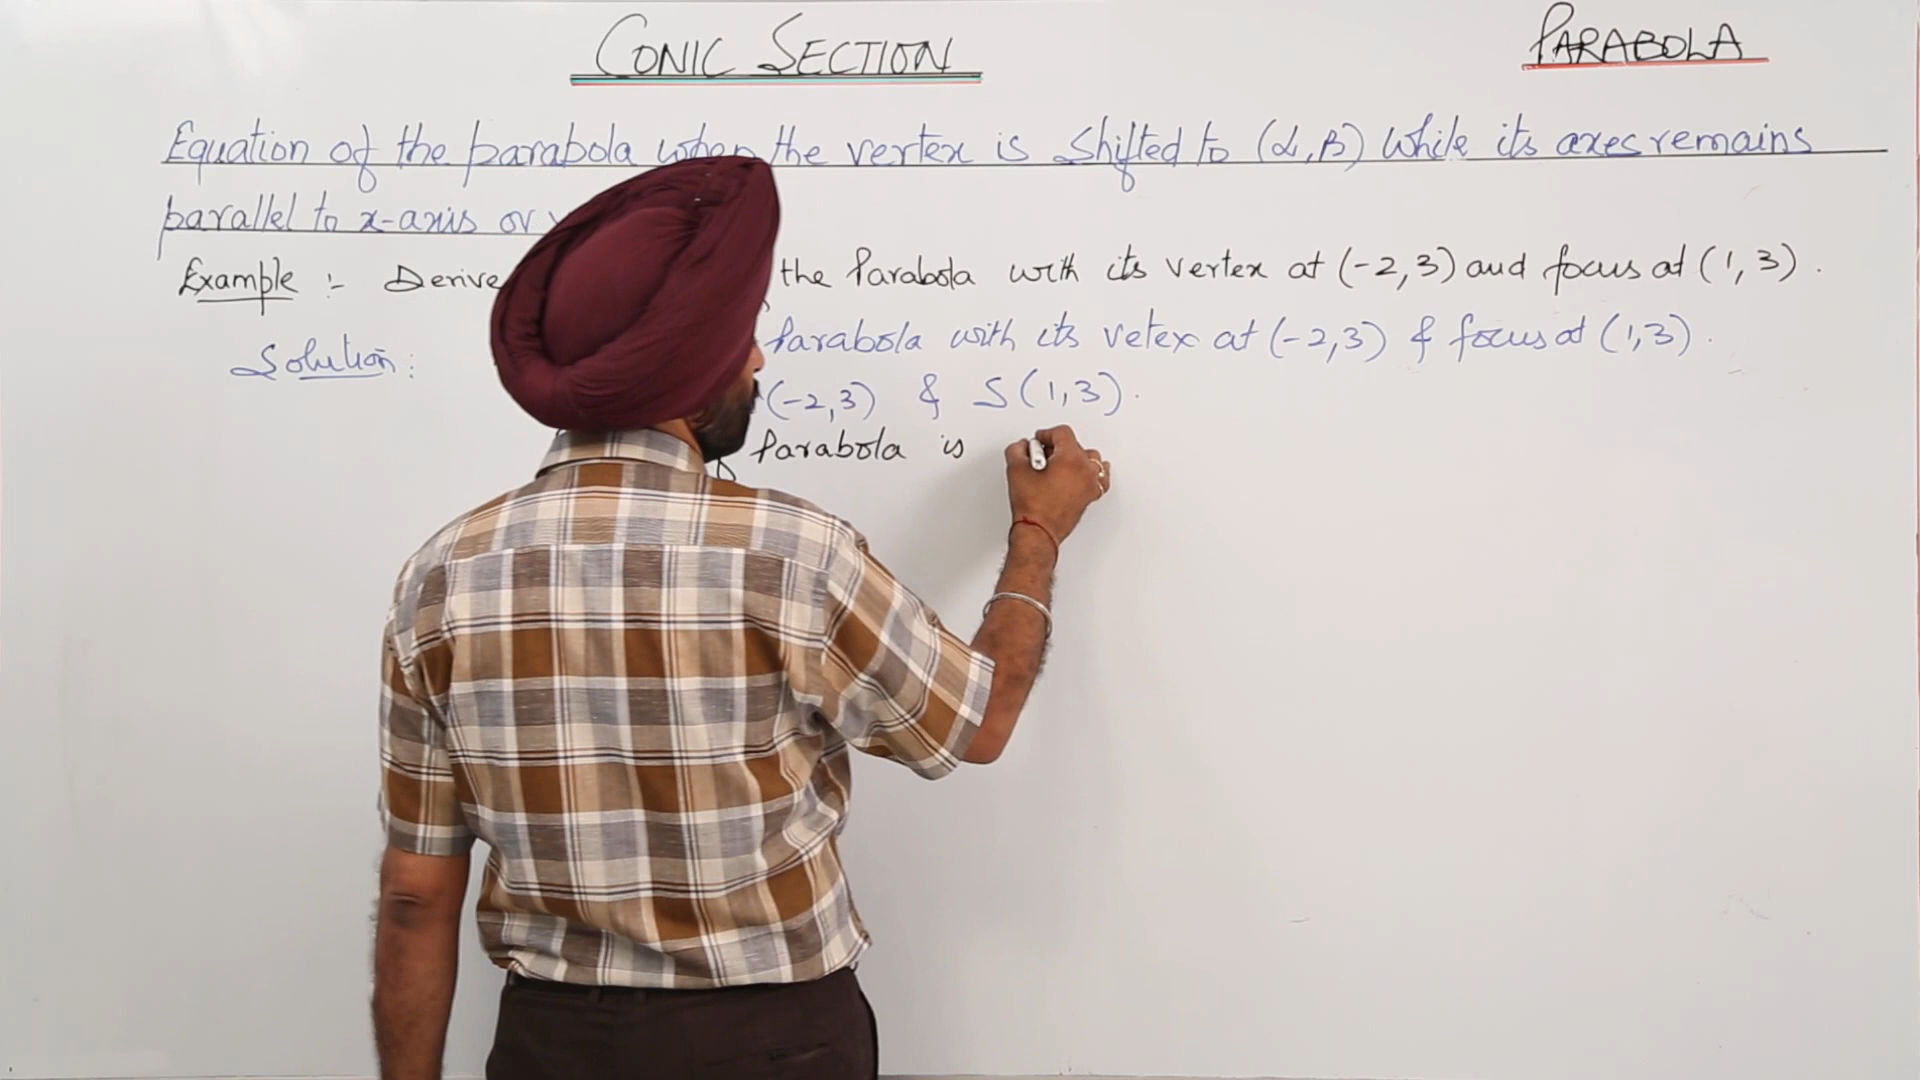 CONIC SECTION
PARABOLA
Equation of the parabola when the vertex is shifted to (α,β) while its axes remains
parallel to x-axis or
Example :- Derive the Parabola with its vertex at (-2,3) and focus at (1,3).
Solution: Parabola with its vetex at (-2,3) & focus at (1,3).
(-2,3) & S(1,3).
Parabola is